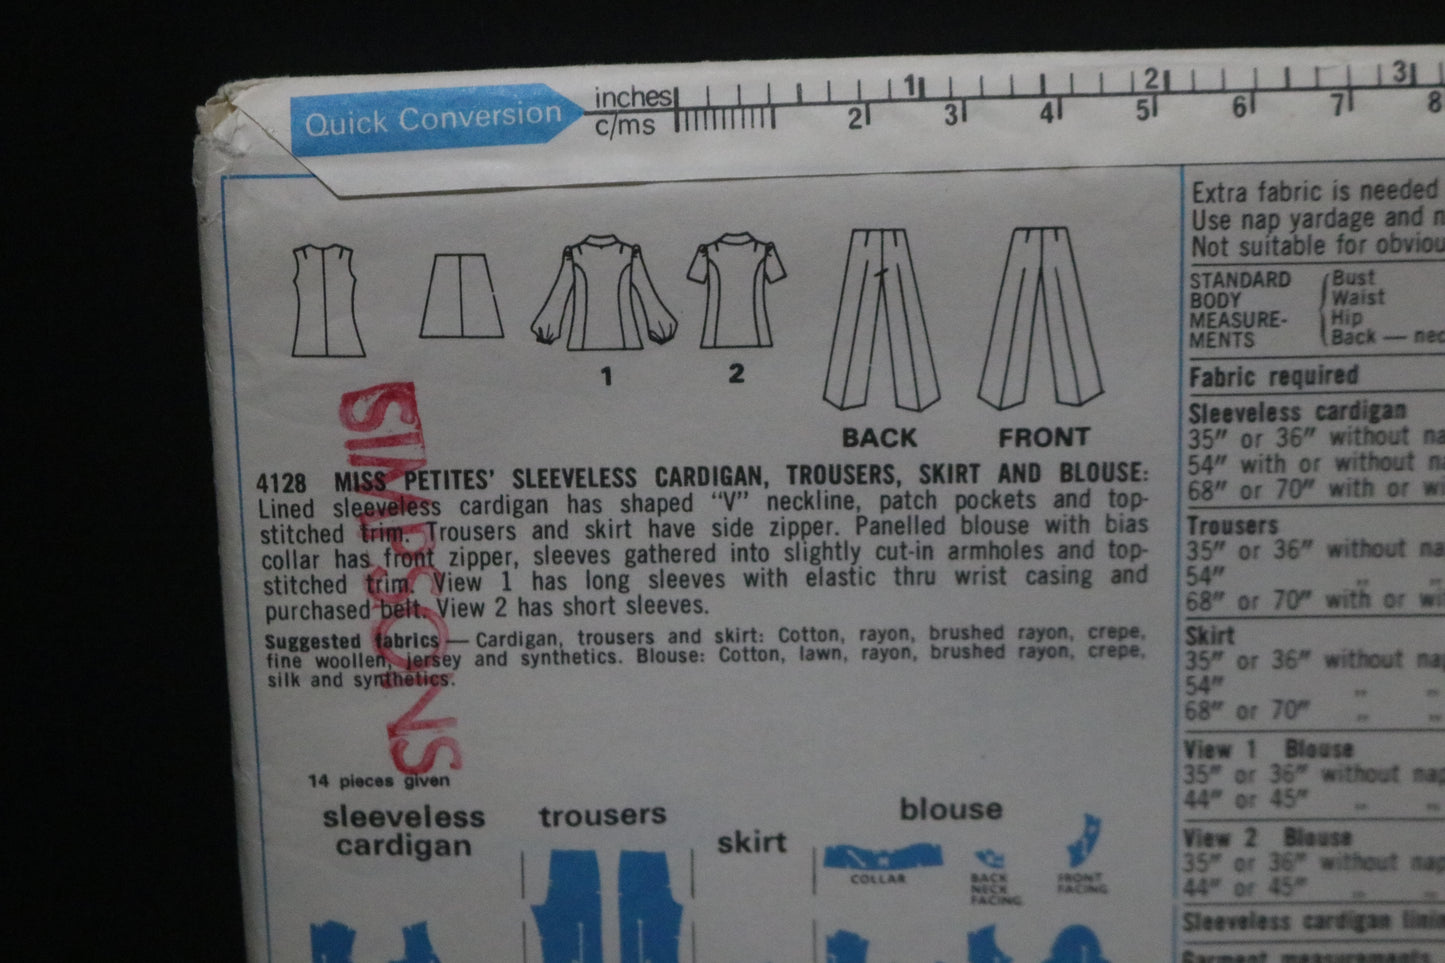 Quick Conversion
inches 1 2 3
c/ms 2 3 4 5 6 7 8
1 2
BACK FRONT
4128 MISS PETITES' SLEEVELESS CARDIGAN, TROUSERS, SKIRT AND BLOUSE:
Lined sleeveless cardigan has shaped "V" neckline, patch pockets and top-
stitched trim. Trousers and skirt have side zipper. Panelled blouse with bias
collar has front zipper, sleeves gathered into slightly cut-in armholes and top-
stitched trim. View 1 has long sleeves with elastic thru wrist casing and
purchased belt. View 2 has short sleeves.
Suggested fabrics — Cardigan, trousers and skirt: Cotton, rayon, brushed rayon, crepe,
fine woollen, jersey and synthetics. Blouse: Cotton, lawn, rayon, brushed rayon, crepe,
silk and synthetics.
SIMPSONS
14 pieces given
sleeveless
cardigan
trousers
skirt
blouse
COLLAR
BACK
NECK
FACING
FRONT
FACING
Extra fabric is needed
Use nap yardage and
Not suitable for obviou
STANDARD
BODY
MEASURE-
MENTS
Bust
Waist
Hip
Back — nec
Fabric required
Sleeveless cardigan
35" or 36" without na
54" with or without n
68" or 70" with or wi
Trousers
35" or 36" without na
54" " "
68" or 70" with or wi
Skirt
35" or 36" without nap
54" " "
68" or 70" " "
View 1 Blouse
35" or 36" without nap
44" or 45" " "
View 2 Blouse
35" or 36" without nap
44" or 45" " "
Sleeveless cardigan lini
Garment measurements